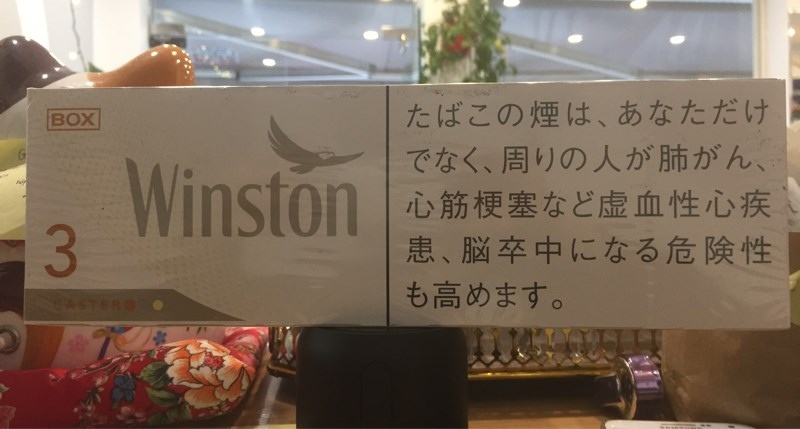 BOX
Winston
3
CASTER
たばこの煙は、あなただけ
でなく、周りの人が肺がん、
心筋梗塞など虚血性心疾
患、脳卒中になる危険性
も高めます。